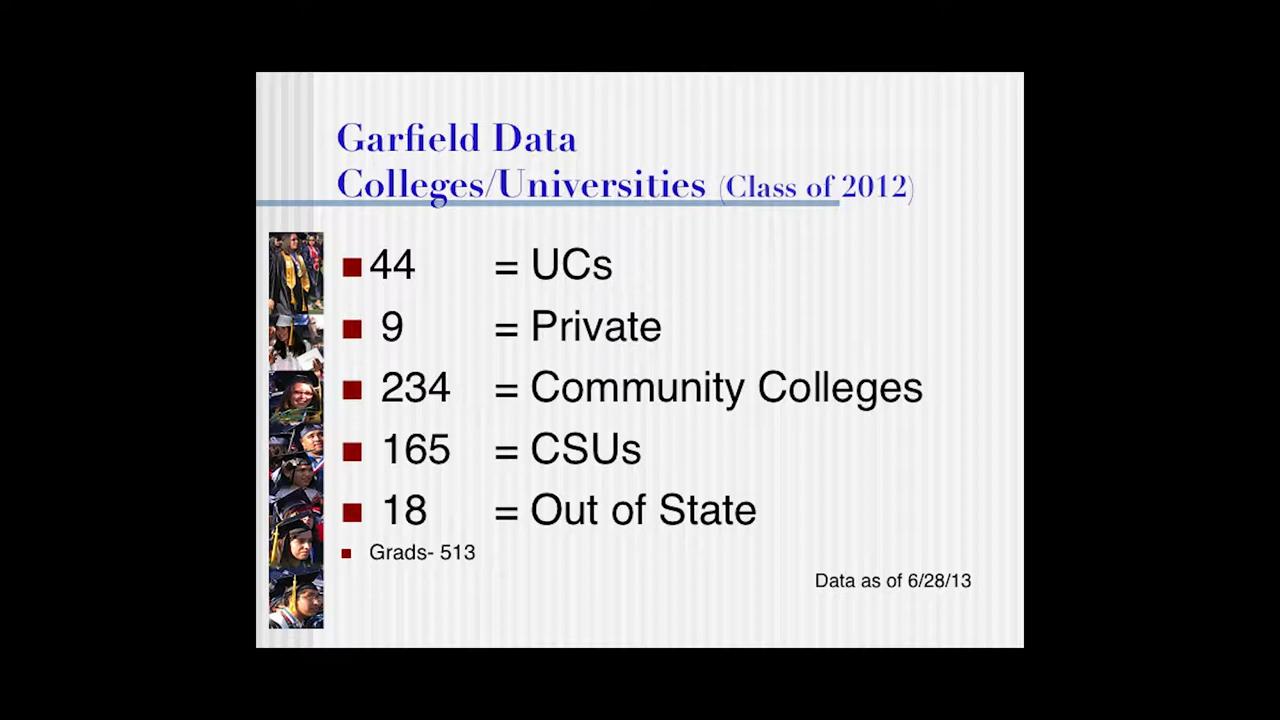 Garfield Data
Colleges/Universities (Class of 2012)
44 = UCs
9 = Private
234 = Community Colleges
165 = CSUs
18 = Out of State
Grads- 513
Data as of 6/28/13